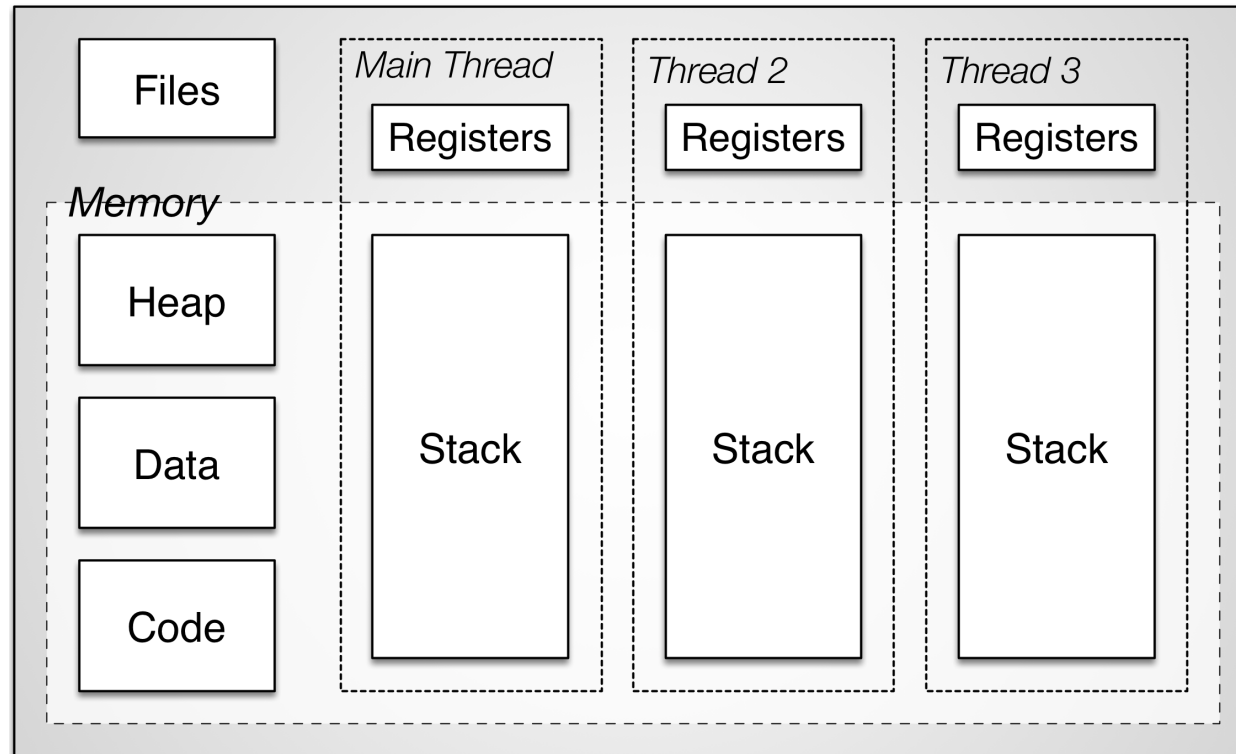 Files
Main Thread
Thread 2
Thread 3
Registers
Registers
Registers
Memory
Heap
Data
Code
Stack
Stack
Stack